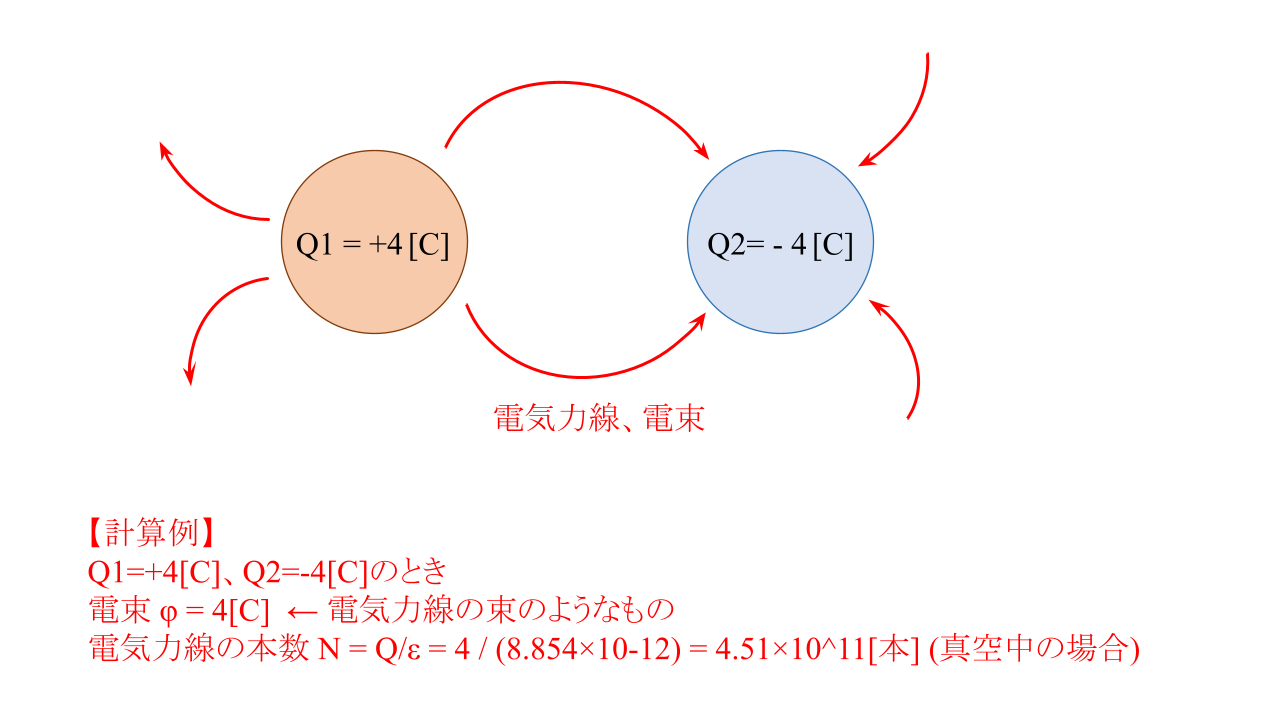 Q1 = +4 [C]
Q2= - 4 [C]
電気力線、電束
【計算例】
Q1=+4[C]、Q2=-4[C]のとき
電束 φ = 4[C] ← 電気力線の束のようなもの
電気力線の本数 N = Q/ε = 4 / (8.854×10-12) = 4.51×10^11[本] (真空中の場合)